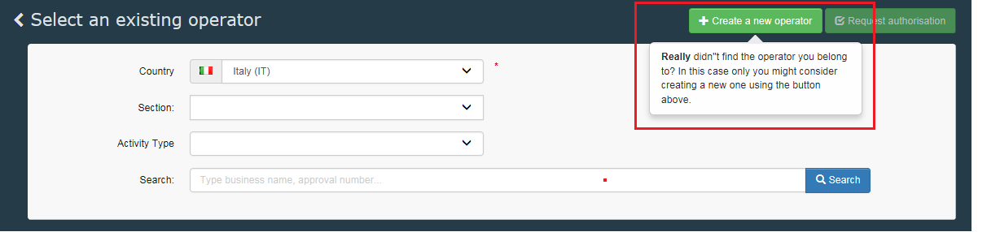 Select an existing operator
Create a new operator
Request authorisation
Really didn"t find the operator you belong
to? In this case only you might consider
creating a new one using the button
above.
Country
Italy (IT)
*
Section:
Activity Type
Search:
Type business name, approval number...
Search